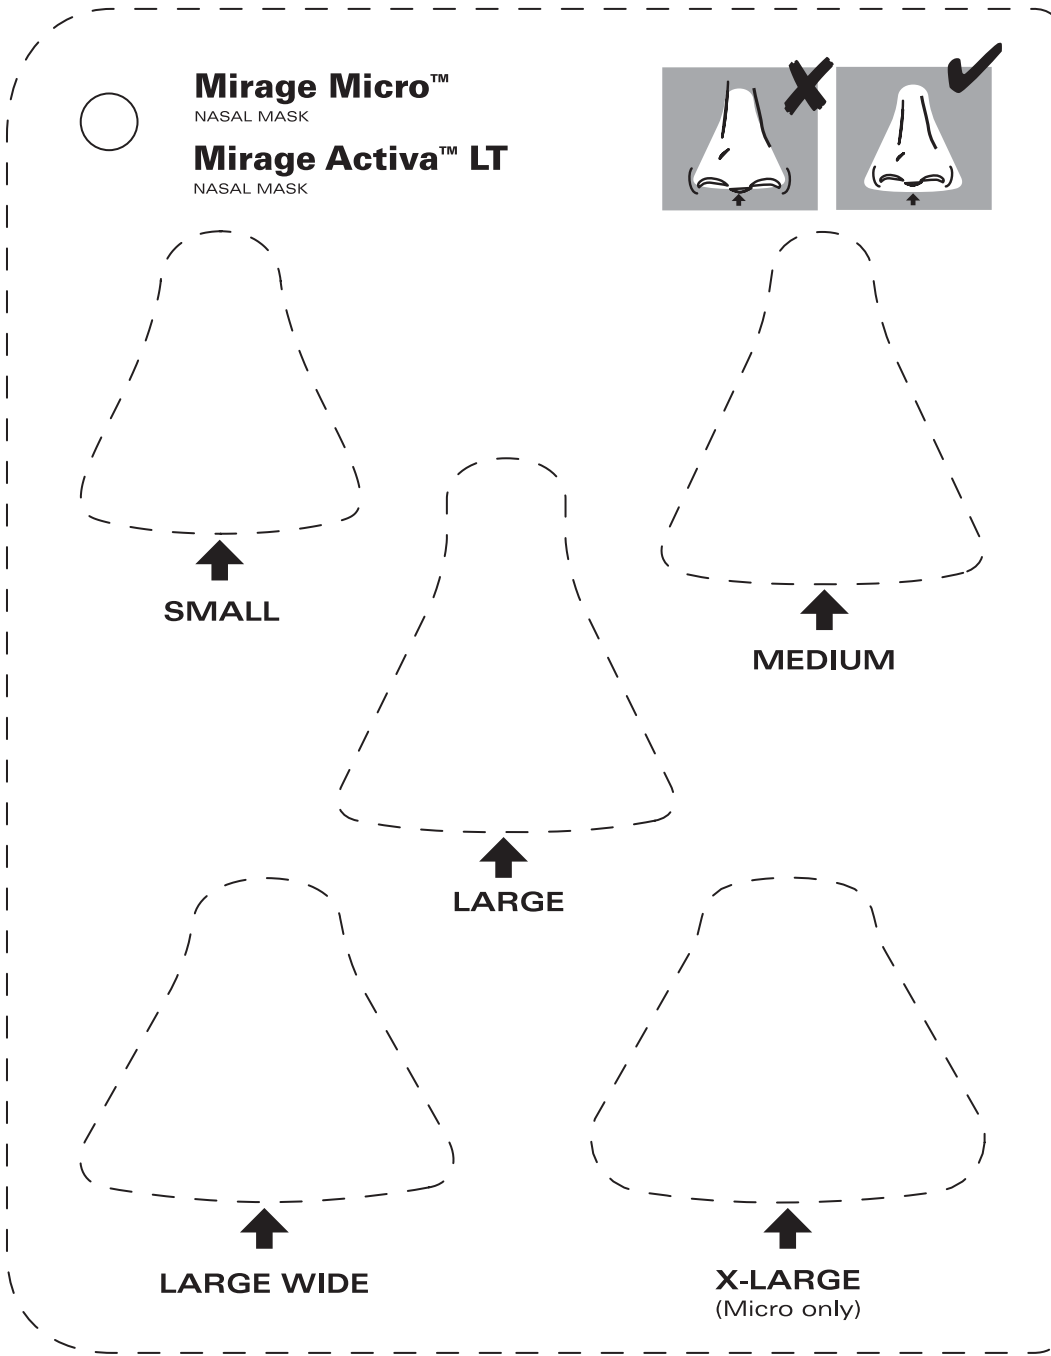 Mirage Micro™
NASAL MASK
Mirage Activa™ LT
NASAL MASK
SMALL
MEDIUM
LARGE
LARGE WIDE
X-LARGE
(Micro only)